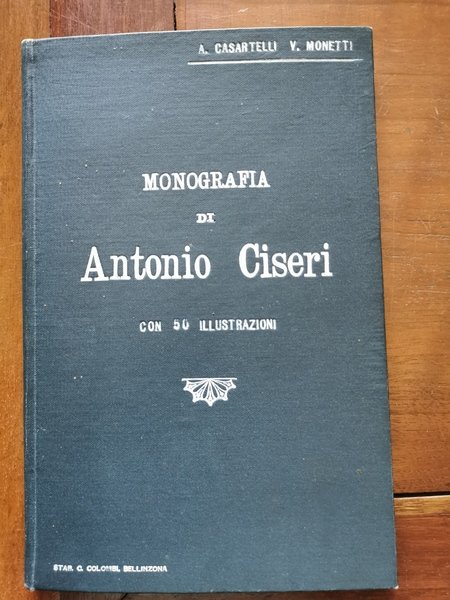 A. CASARTELLI V. MONETTI
MONOGRAFIA
DI
Antonio Ciseri
CON 50 ILLUSTRAZIONI
STAB. C. COLOMBI, BELLINZONA